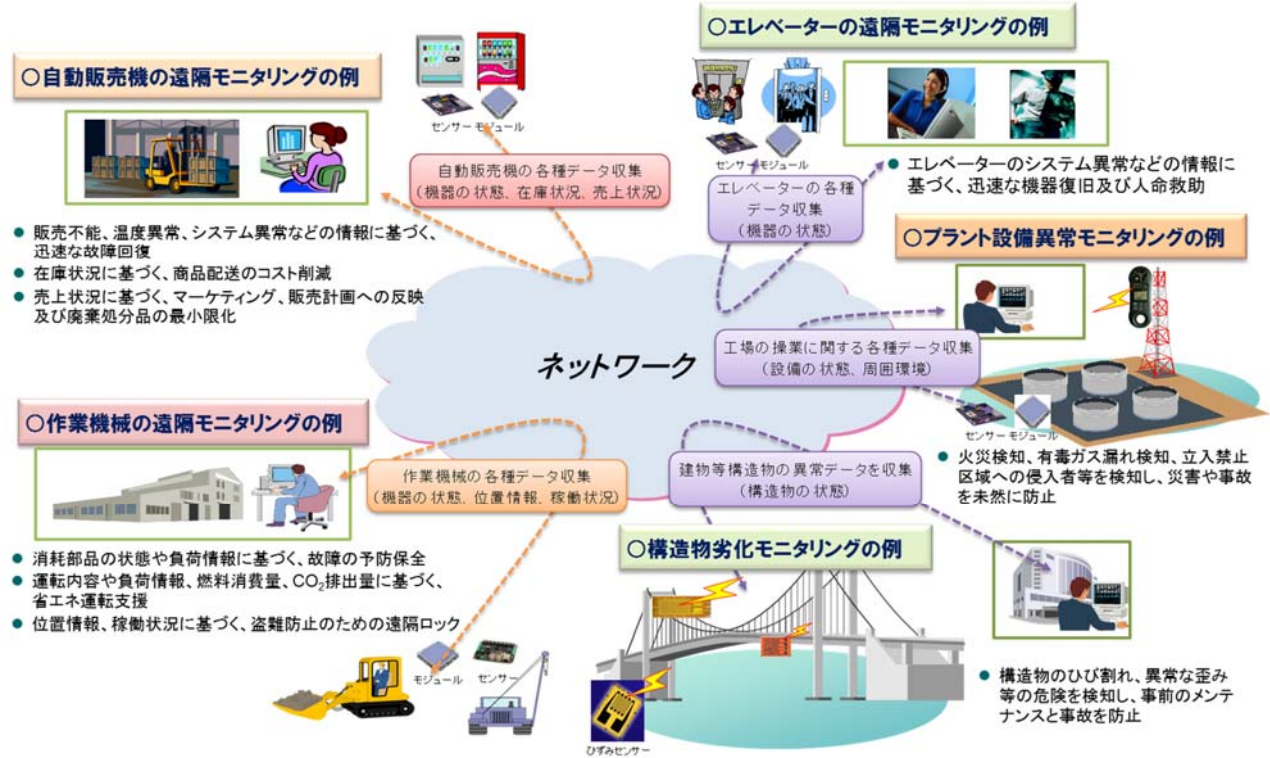 ○自動販売機の遠隔モニタリングの例
センサー モジュール
自動販売機の各種データ収集
(機器の状態、在庫状況、売上状況)
● 販売不能、温度異常、システム異常などの情報に基づく、
迅速な故障回復
● 在庫状況に基づく、商品配送のコスト削減
● 売上状況に基づく、マーケティング、販売計画への反映
及び廃棄処分品の最小限化
○エレベーターの遠隔モニタリングの例
センサー モジュール
エレベーターの各種
データ収集
(機器の状態)
● エレベーターのシステム異常などの情報に
基づく、迅速な機器復旧及び人命救助
○プラント設備異常モニタリングの例
工場の操業に関する各種データ収集
(設備の状態、周囲環境)
センサー モジュール
● 火災検知、有毒ガス漏れ検知、立入禁止
区域への侵入者等を検知し、災害や事故
を未然に防止
ネットワーク
○作業機械の遠隔モニタリングの例
作業機械の各種データ収集
(機器の状態、位置情報、稼働状況)
● 消耗部品の状態や負荷情報に基づく、故障の予防保全
● 運転内容や負荷情報、燃料消費量、CO₂排出量に基づく、
省エネ運転支援
● 位置情報、稼働状況に基づく、盗難防止のための遠隔ロック
モジュール
センサー
建物等構造物の異常データを収集
(構造物の状態)
○構造物劣化モニタリングの例
ひずみセンサー
● 構造物のひび割れ、異常な歪み
等の危険を検知し、事前のメンテ
ナンスと事故を防止